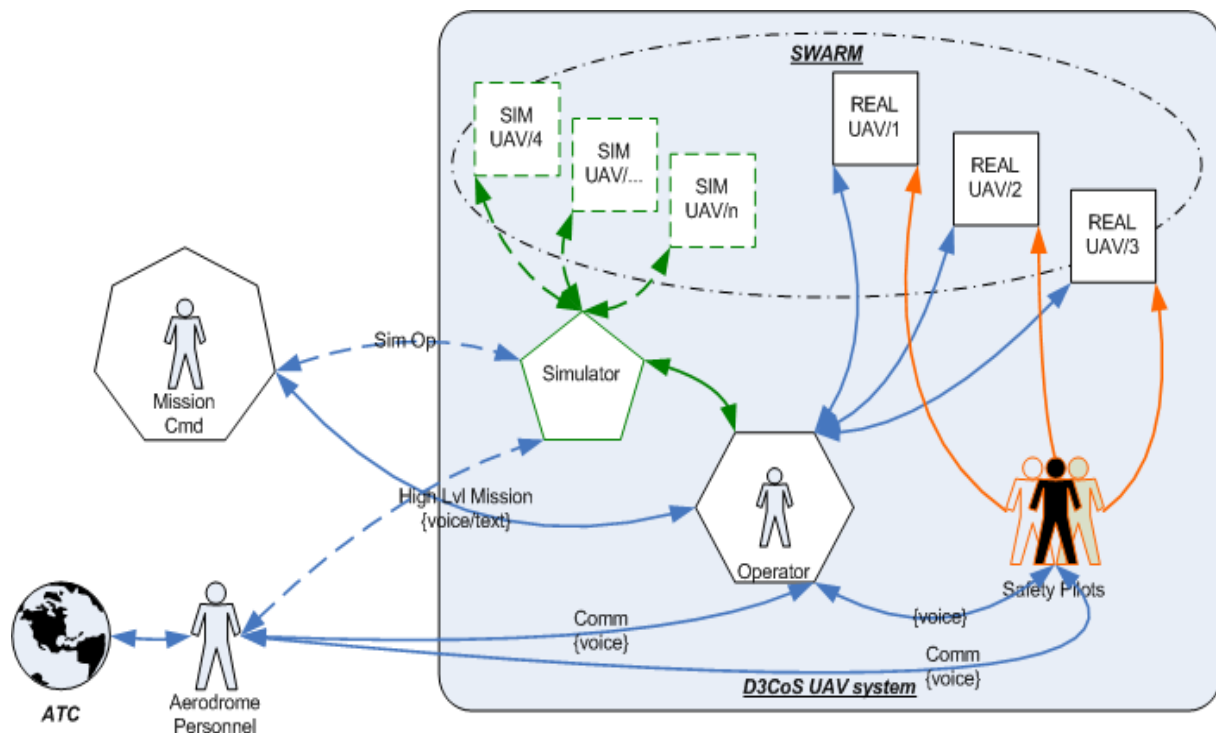 SWARM
SIM
UAV/4
SIM
UAV/...
SIM
UAV/n
REAL
UAV/1
REAL
UAV/2
REAL
UAV/3
Mission
Cmd
Sim Op
Simulator
High Lvl Mission
{voice/text}
Operator
Safety Pilots
{voice}
Comm
{voice}
Comm
{voice}
D3CoS UAV system
ATC
Aerodrome
Personnel